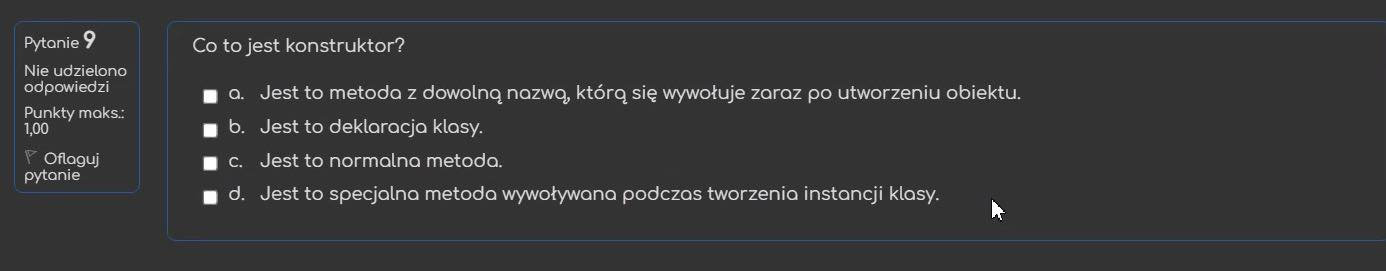 Pytanie 9
Nie udzielono
odpowiedzi
Punkty maks.:
1,00
Oflaguj
pytanie
Co to jest konstruktor?
a. Jest to metoda z dowolną nazwą, którą się wywołuje zaraz po utworzeniu obiektu.
b. Jest to deklaracja klasy.
c. Jest to normalna metoda.
d. Jest to specjalna metoda wywoływana podczas tworzenia instancji klasy.